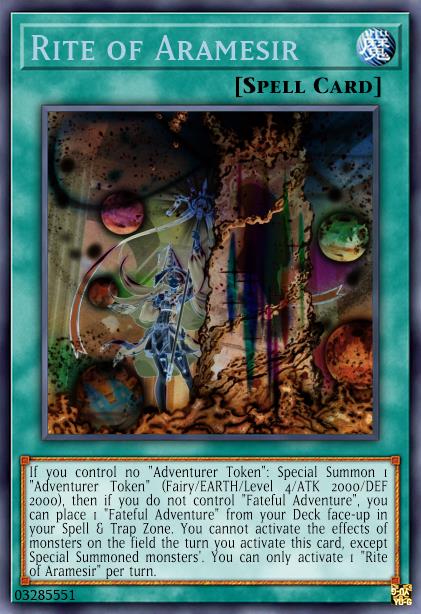 Rite of Aramesir
魔
[Spell Card]
If you control no "Adventurer Token": Special Summon 1
"Adventurer Token" (Fairy/EARTH/Level 4/ATK 2000/DEF
2000), then if you do not control "Fateful Adventure", you
can place 1 "Fateful Adventure" from your Deck face-up in
your Spell & Trap Zone. You cannot activate the effects of
monsters on the field the turn you activate this card, except
Special Summoned monsters'. You can only activate 1 "Rite
of Aramesir" per turn.
03285551